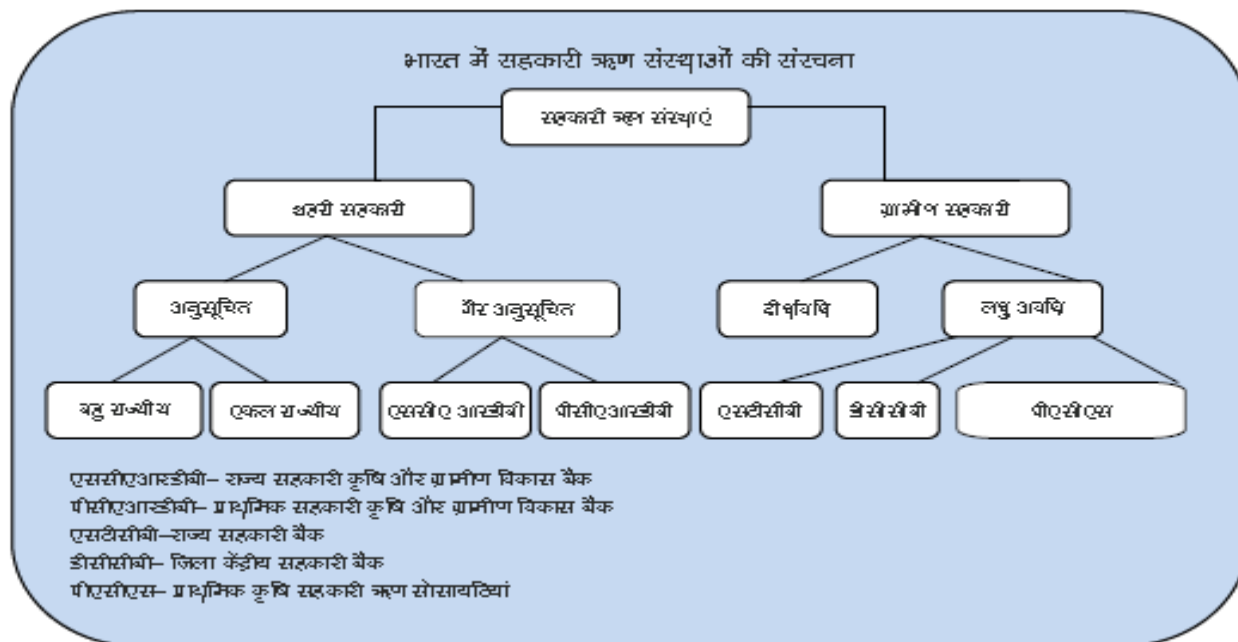 भारत में सहकारी ऋण संस्थाओं की संरचना
सहकारी ऋण संस्थाएं
शहरी सहकारी
ग्रामीण सहकारी
अनुसूचित
गैर अनुसूचित
दीर्घावधि
लघु अवधि
बहु राज्यीय
एकल राज्यीय
एससीए आरडीबी
पीसीएआरडीबी
एसटीसीबी
डीसीसीबी
पीएसीएस
एससीएआरडीबी– राज्य सहकारी कृषि और ग्रामीण विकास बैंक
पीसीएआरडीबी– प्राथमिक सहकारी कृषि और ग्रामीण विकास बैंक
एसटीसीबी–राज्य सहकारी बैंक
डीसीसीबी– जिला केंद्रीय सहकारी बैंक
पीएसीएस– प्राथमिक कृषि सहकारी ऋण सोसायटियां